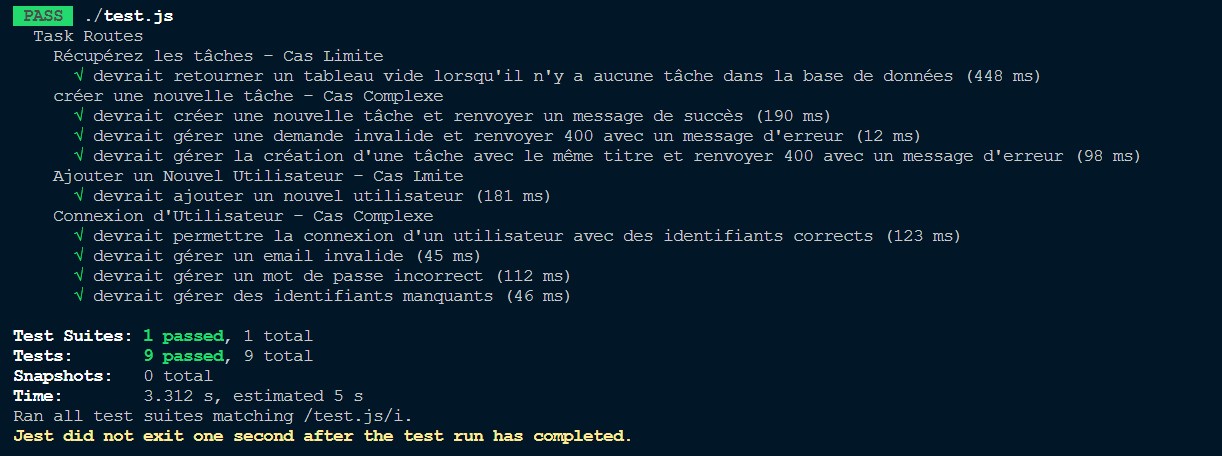 PASS ./test.js
Task Routes
Récupérez les tâches - Cas Limite
√ devrait retourner un tableau vide lorsqu'il n'y a aucune tâche dans la base de données (448 ms)
créer une nouvelle tâche - Cas Complexe
√ devrait créer une nouvelle tâche et renvoyer un message de succès (190 ms)
√ devrait gérer une demande invalide et renvoyer 400 avec un message d'erreur (12 ms)
√ devrait gérer la création d'une tâche avec le même titre et renvoyer 400 avec un message d'erreur (98 ms)
Ajouter un Nouvel Utilisateur - Cas Lmite
√ devrait ajouter un nouvel utilisateur (181 ms)
Connexion d'Utilisateur - Cas Complexe
√ devrait permettre la connexion d'un utilisateur avec des identifiants corrects (123 ms)
√ devrait gérer un email invalide (45 ms)
√ devrait gérer un mot de passe incorrect (112 ms)
√ devrait gérer des identifiants manquants (46 ms)
Test Suites: 1 passed, 1 total
Tests: 9 passed, 9 total
Snapshots: 0 total
Time: 3.312 s, estimated 5 s
Ran all test suites matching /test.js/i.
Jest did not exit one second after the test run has completed.